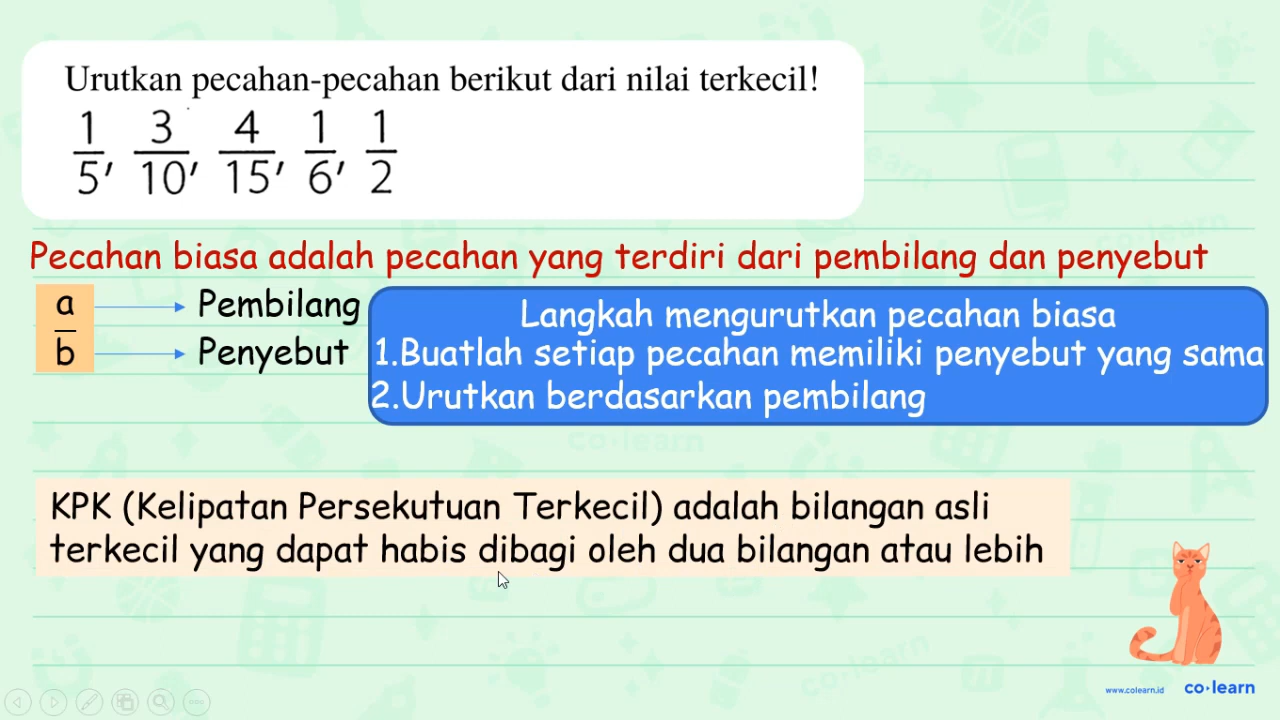 Urutkan pecahan-pecahan berikut dari nilai terkecil!
1/5, 3/10, 4/15, 1/6, 1/2
Pecahan biasa adalah pecahan yang terdiri dari pembilang dan penyebut
a Pembilang
b Penyebut
Langkah mengurutkan pecahan biasa
1.Buatlah setiap pecahan memiliki penyebut yang sama
2.Urutkan berdasarkan pembilang
co·learn
KPK (Kelipatan Persekutuan Terkecil) adalah bilangan asli
terkecil yang dapat habis dibagi oleh dua bilangan atau lebih
www.colearn.id co·learn